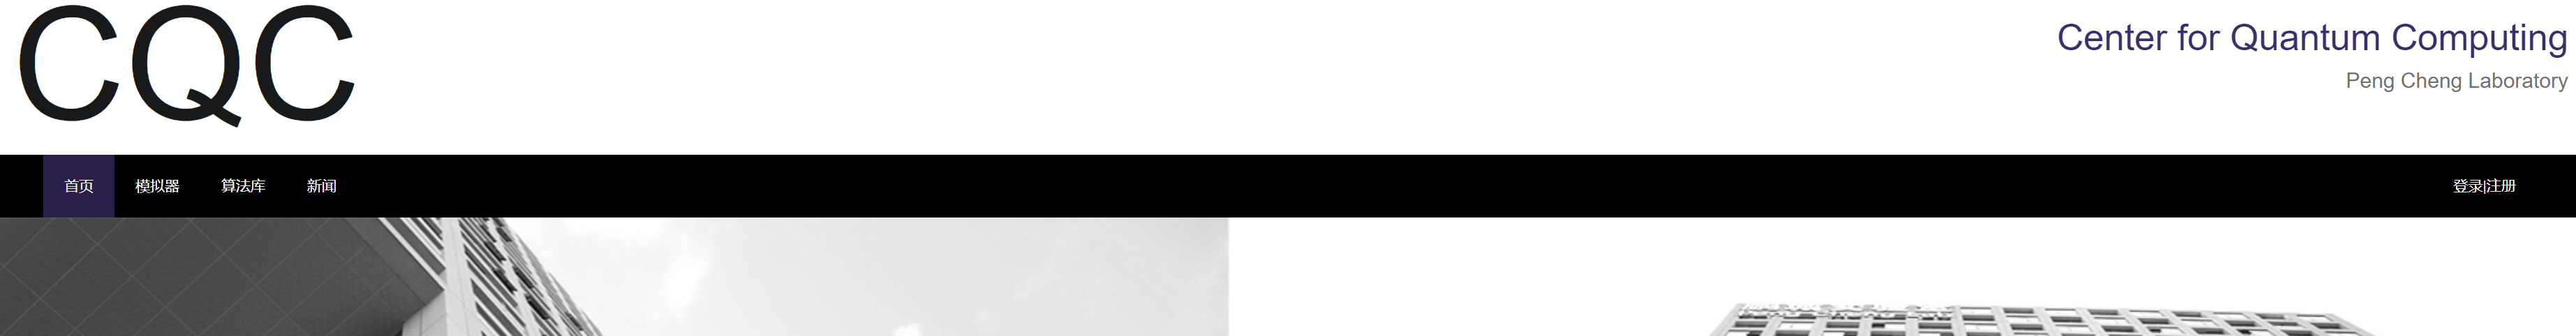 CQC
Center for Quantum Computing
Peng Cheng Laboratory
首页 模拟器 算法库 新闻 登录|注册